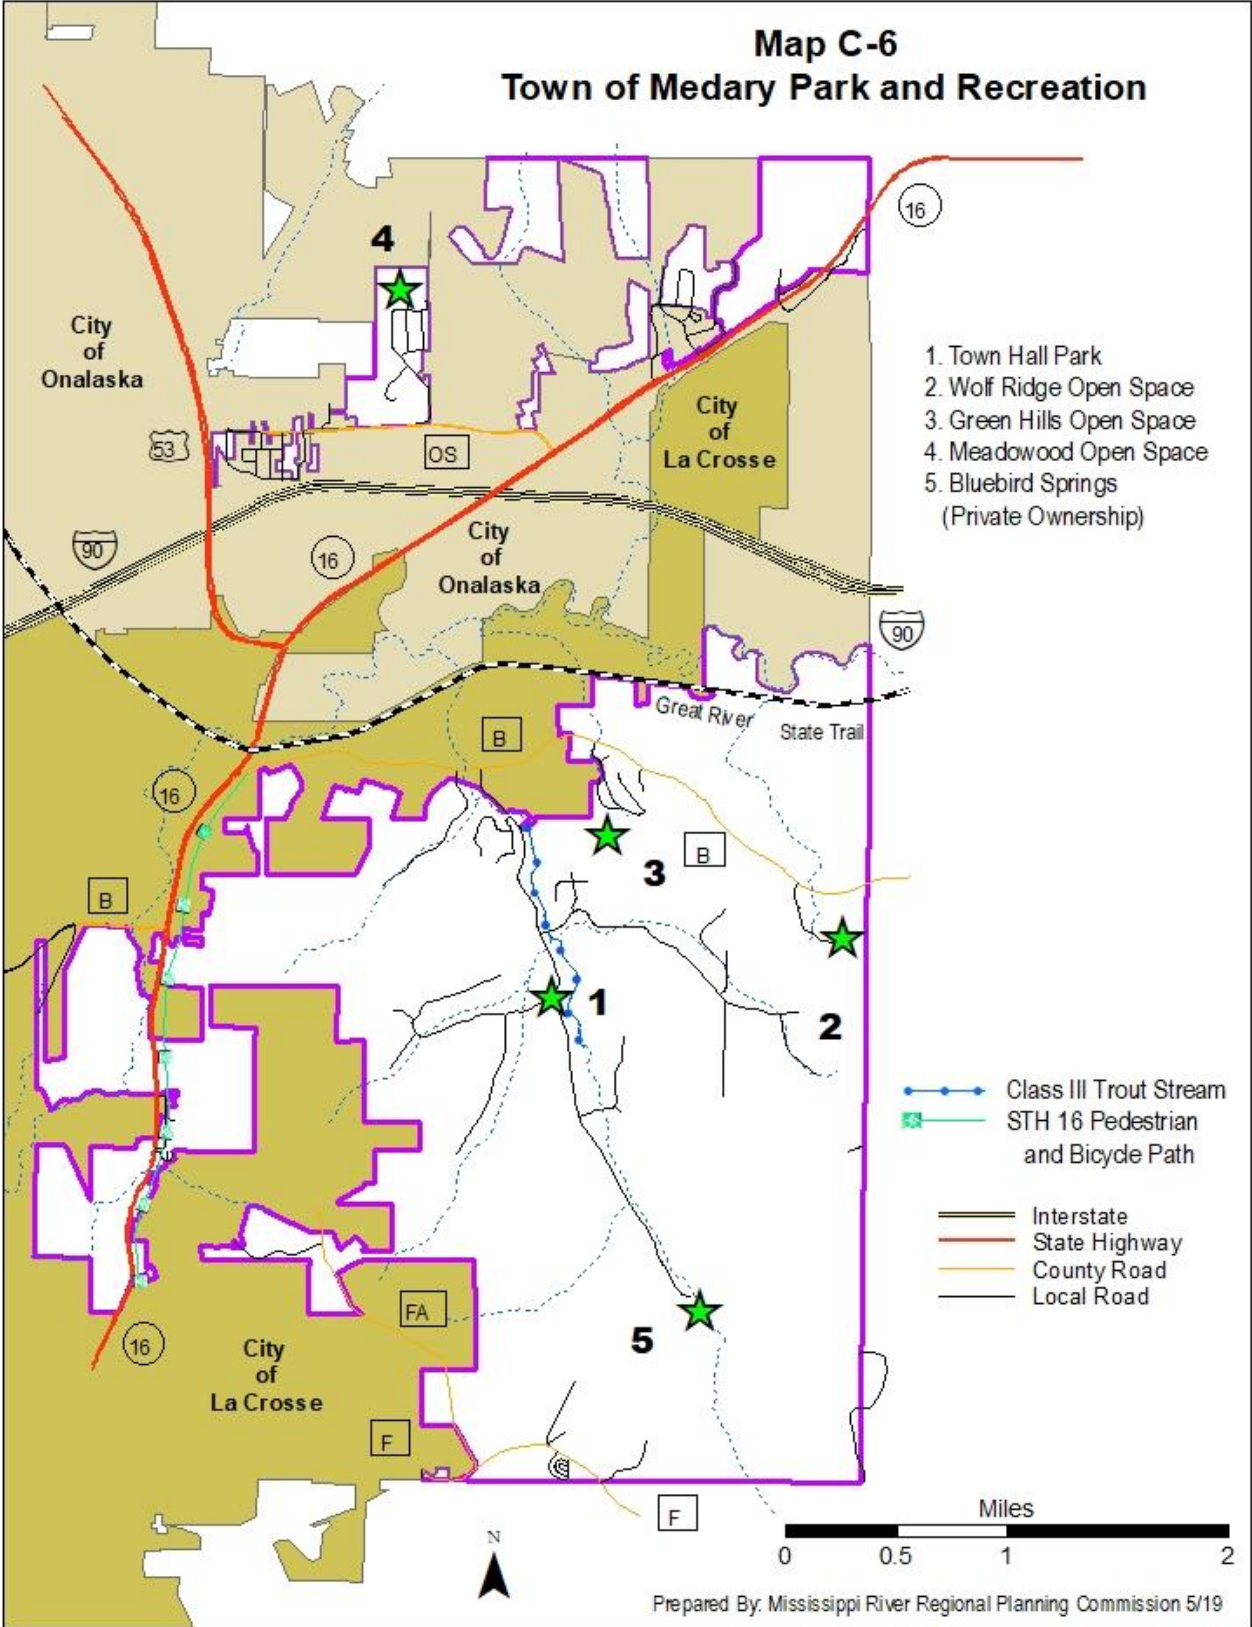 Map C-6
Town of Medary Park and Recreation
16
4
City
of
Onalaska
1. Town Hall Park
2. Wolf Ridge Open Space
3. Green Hills Open Space
4. Meadowood Open Space
5. Bluebird Springs
(Private Ownership)
City
of
La Crosse
53
OS
City
of
Onalaska
90
16
90
Great River
State Trail
B
16
3
B
B
1
2
Class III Trout Stream
STH 16 Pedestrian
and Bicycle Path
Interstate
State Highway
County Road
Local Road
FA
5
16
City
of
La Crosse
F
F
Miles
0 0.5 1 2
N
Prepared By: Mississippi River Regional Planning Commission 5/19